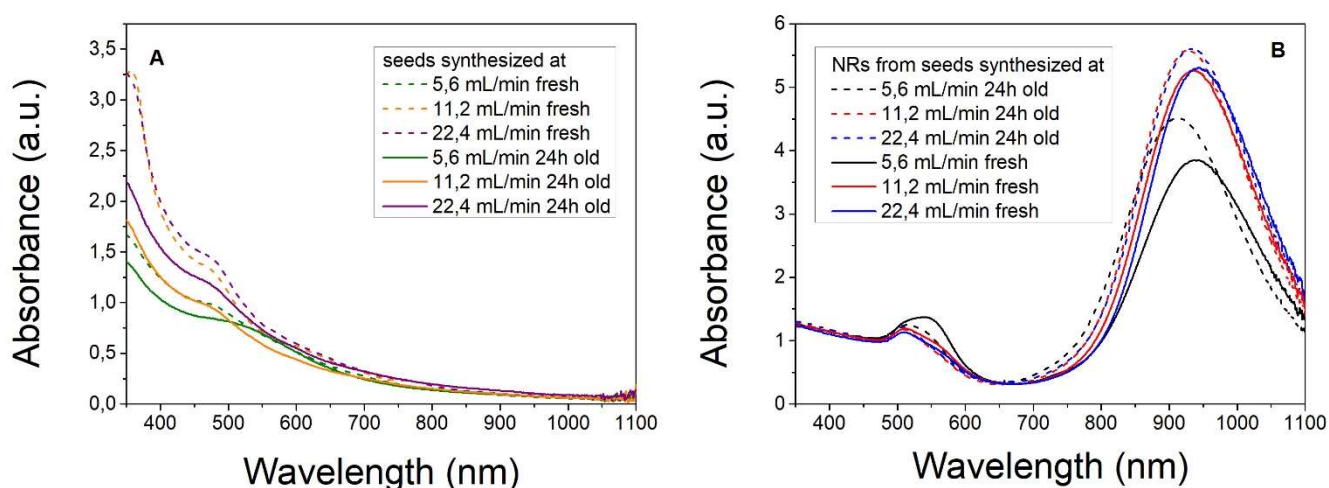 A
3,5
3,0
2,5
2,0
1,5
1,0
0,5
0,0
Absorbance (a.u.)
seeds synthesized at
5,6 mL/min fresh
11,2 mL/min fresh
22,4 mL/min fresh
5,6 mL/min 24h old
11,2 mL/min 24h old
22,4 mL/min 24h old
400 500 600 700 800 900 1000 1100
Wavelength (nm)
B
6
5
4
3
2
1
0
Absorbance (a.u.)
NRs from seeds synthesized at
5,6 mL/min 24h old
11,2 mL/min 24h old
22,4 mL/min 24h old
5,6 mL/min fresh
11,2 mL/min fresh
22,4 mL/min fresh
400 500 600 700 800 900 1000 1100
Wavelength (nm)